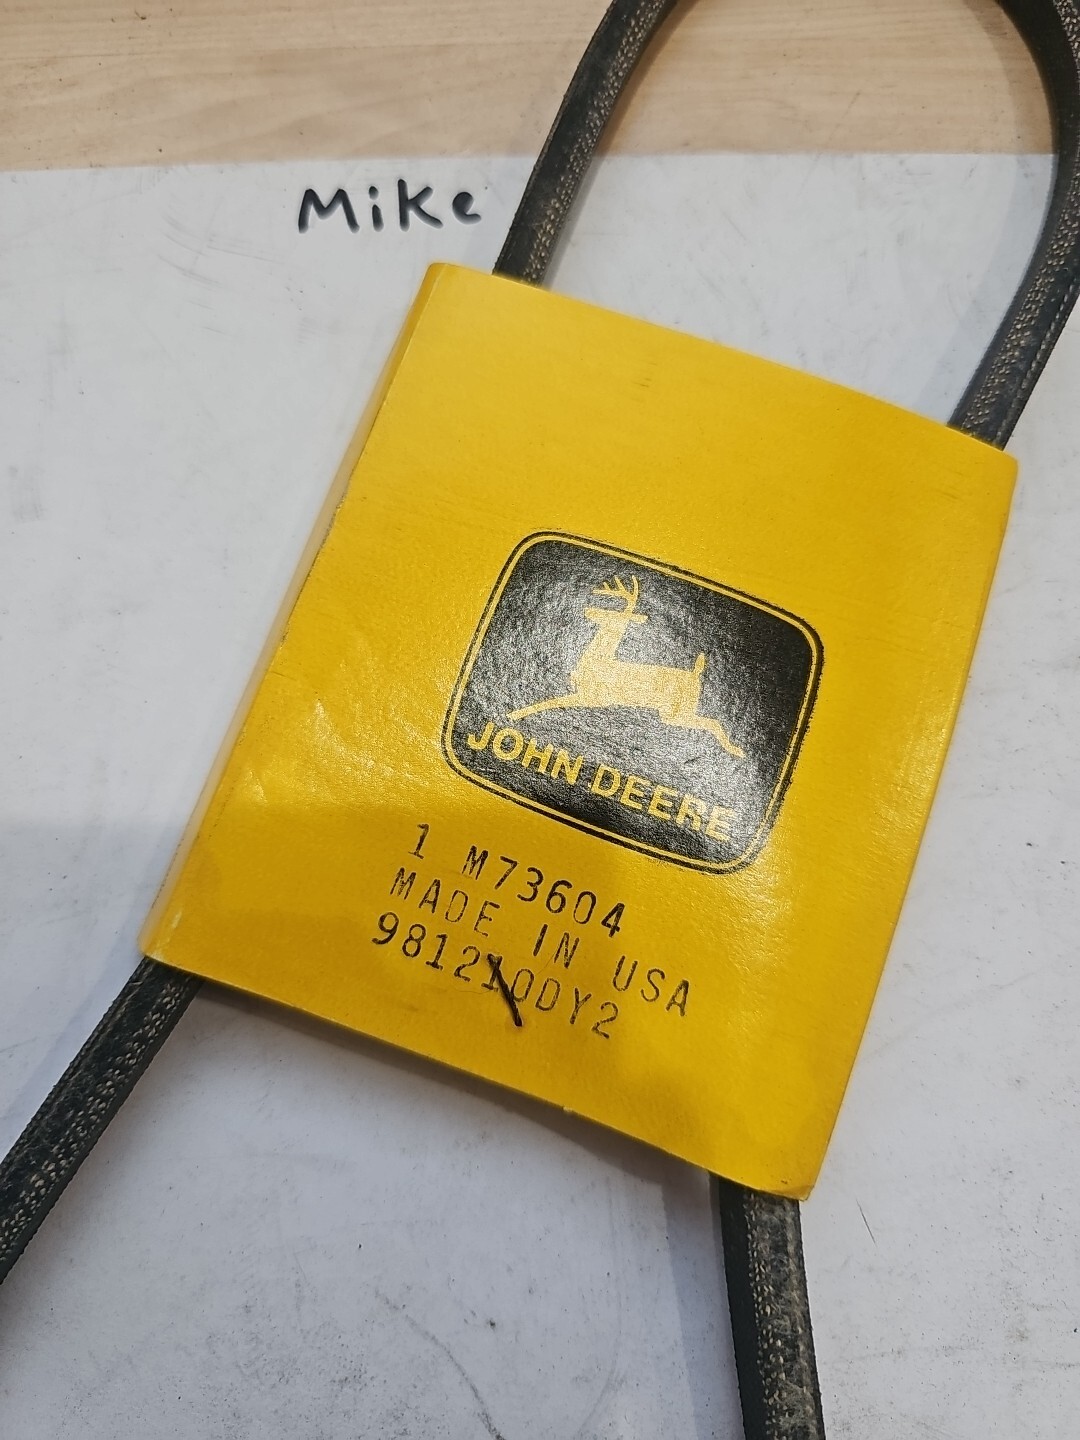 Mike
JOHN DEERE
1 M73604
MADE IN USA
981210DY2